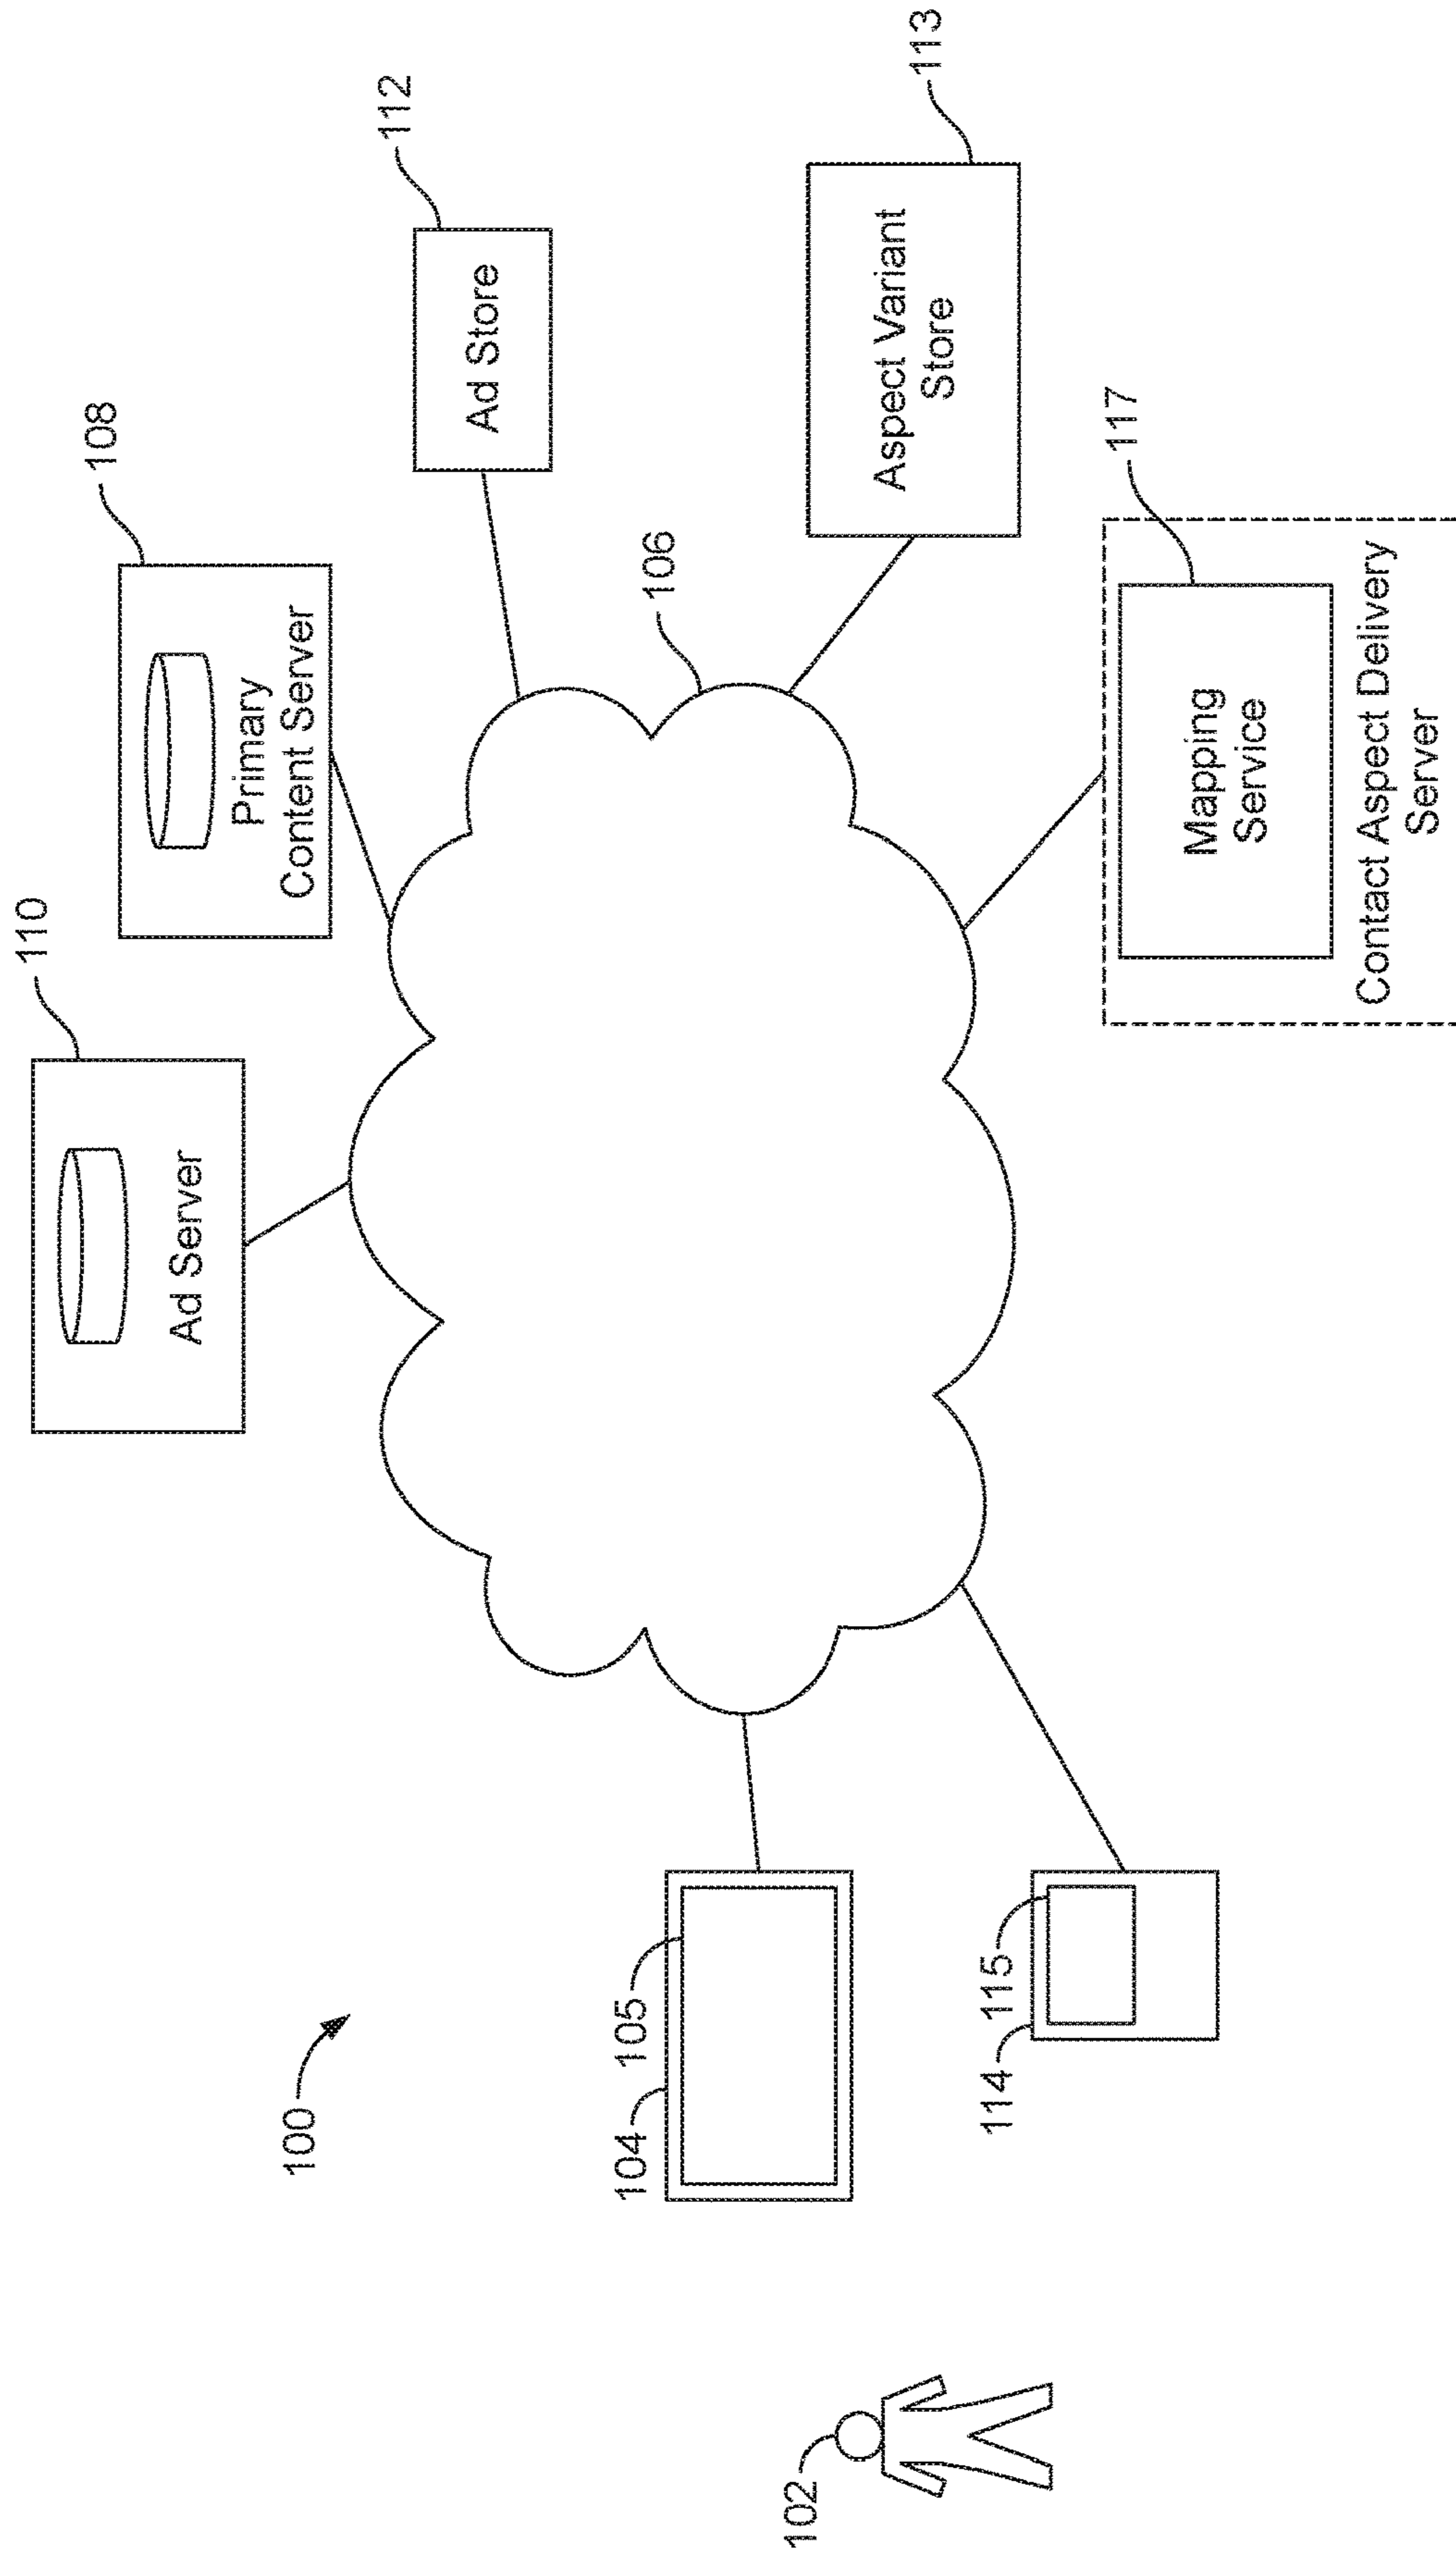 100
102
104
105
114
115
110
Ad Server
108
Primary
Content Server
112
Ad Store
106
113
Aspect Variant
Store
117
Mapping
Service
Contact Aspect Delivery
Server